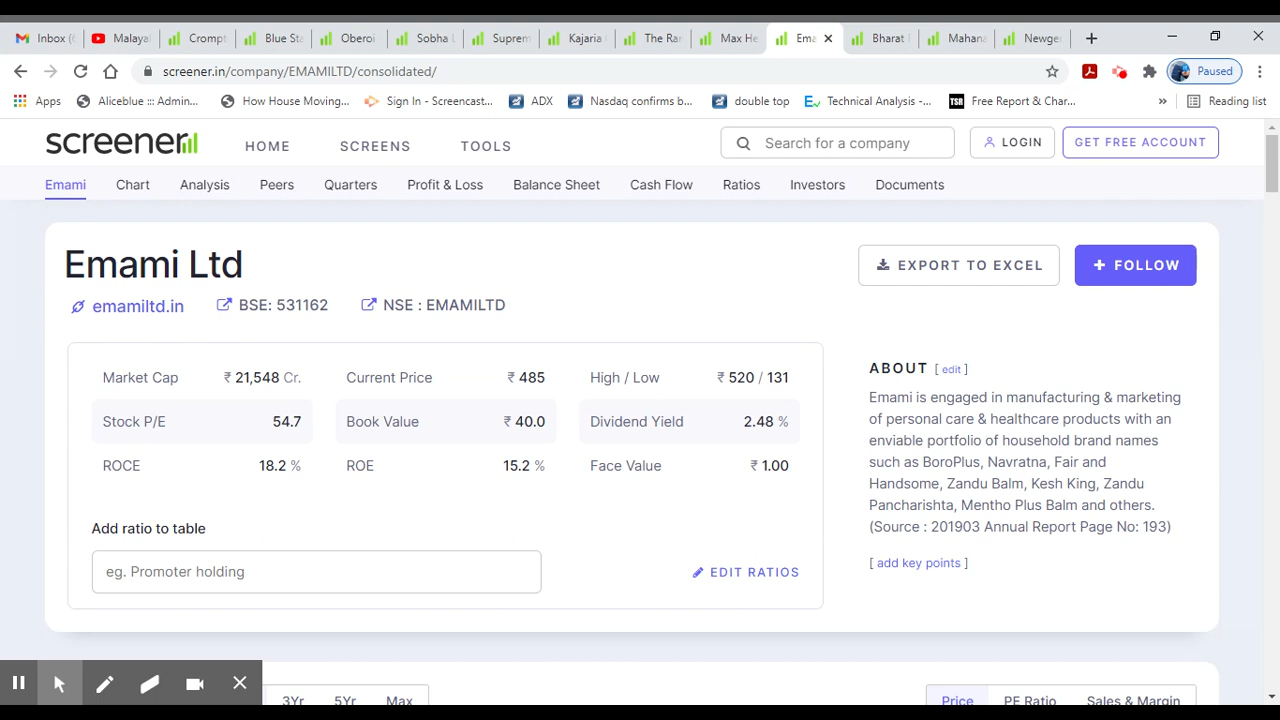 Inbox (6
Malaya
Crompt
Blue Sta
Oberoi
Sobha
Suprem
Kajaria
The Ra
Max He
Ema
Bharat
Mahana
Newge
screener.in/company/EMAMILTD/consolidated/
Paused
Apps
Aliceblue ::: Admin...
How House Moving...
Sign In - Screencast...
ADX
Nasdaq confirms b...
double top
Technical Analysis -...
TSR Free Report & Char...
»
Reading list
screener
HOME
SCREENS
TOOLS
Search for a company
LOGIN
GET FREE ACCOUNT
Emami
Chart
Analysis
Peers
Quarters
Profit & Loss
Balance Sheet
Cash Flow
Ratios
Investors
Documents
Emami Ltd
EXPORT TO EXCEL
+ FOLLOW
emamiltd.in
BSE: 531162
NSE : EMAMILTD
Market Cap ₹ 21,548 Cr.
Current Price ₹ 485
High / Low ₹ 520 / 131
Stock P/E 54.7
Book Value ₹ 40.0
Dividend Yield 2.48 %
ROCE 18.2 %
ROE 15.2 %
Face Value ₹ 1.00
Add ratio to table
eg. Promoter holding
EDIT RATIOS
ABOUT [ edit ]
Emami is engaged in manufacturing & marketing
of personal care & healthcare products with an
enviable portfolio of household brand names
such as BoroPlus, Navratna, Fair and
Handsome, Zandu Balm, Kesh King, Zandu
Pancharishta, Mentho Plus Balm and others.
(Source : 201903 Annual Report Page No: 193)
[ add key points ]
3Yr
5Yr
Max
Price
PE Ratio
Sales & Margin